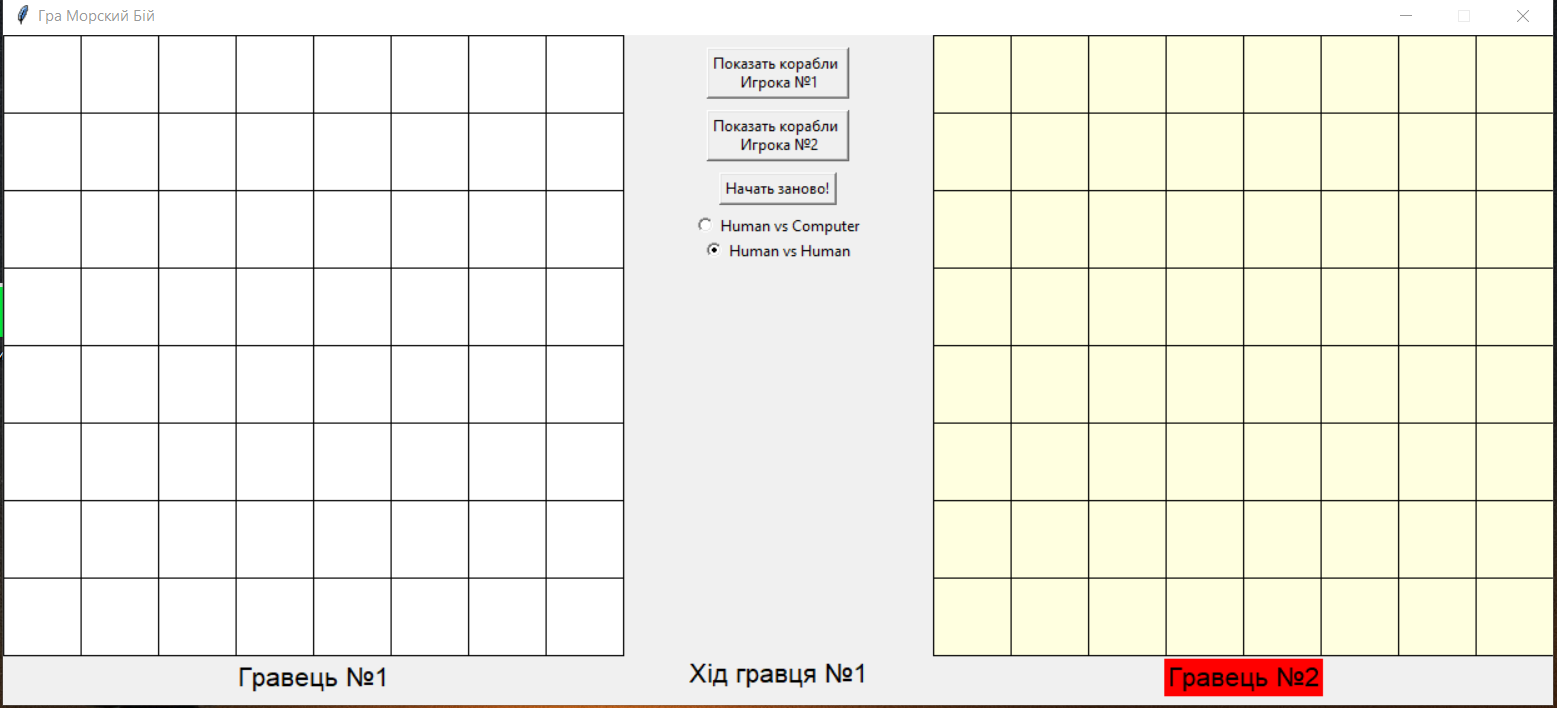 Гра Морский Бій
Показать корабли
Игрока №1
Показать корабли
Игрока №2
Начать заново!
Human vs Computer
Human vs Human
Гравець №1
Хід гравця №1
Гравець №2